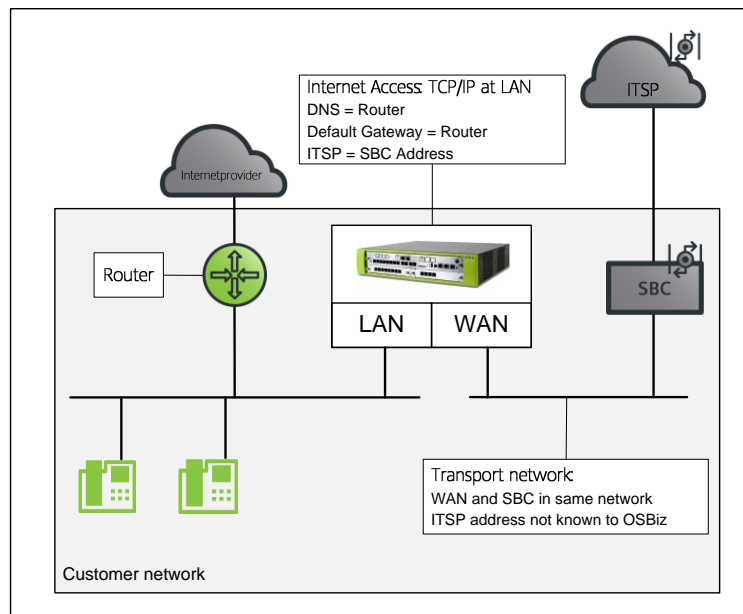 ITSP
Internet Access: TCP/IP at LAN
DNS = Router
Default Gateway = Router
ITSP = SBC Address
Internetprovider
Router
SBC
LAN
WAN
Transport network:
WAN and SBC in same network
ITSP address not known to OSBiz
Customer network